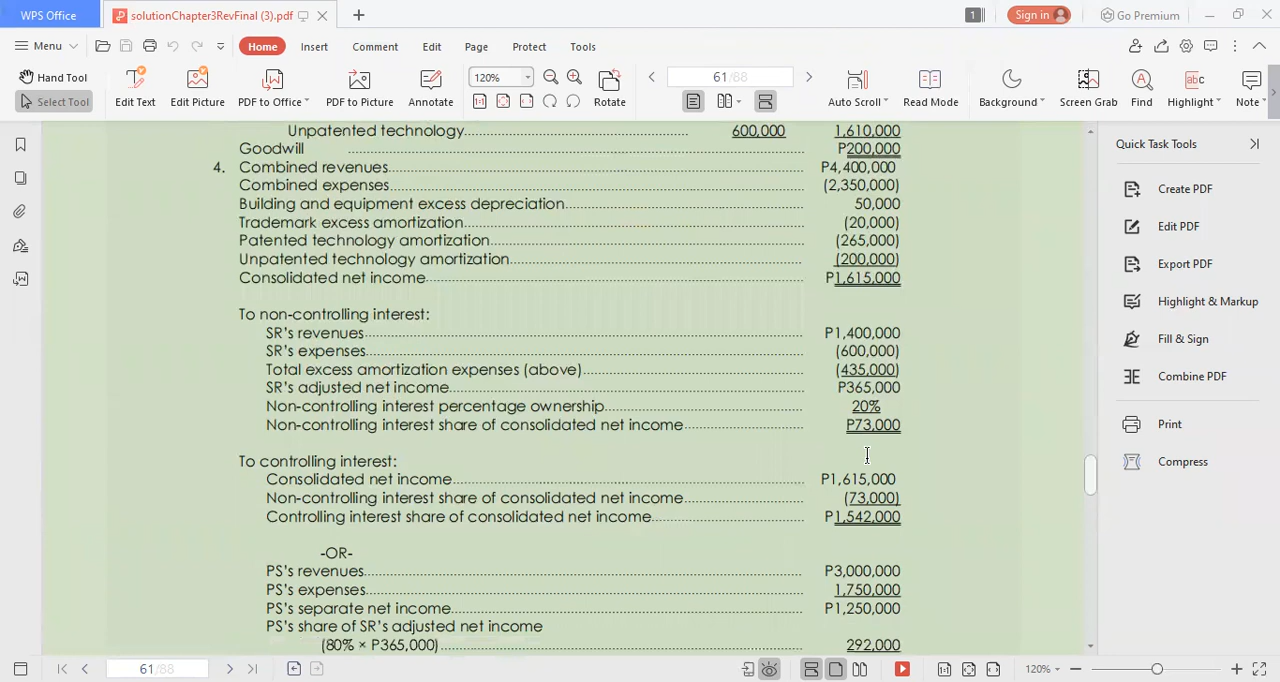 WPS Office
solutionChapter3RevFinal (3).pdf
1
Sign in
Go Premium
Menu
Home
Insert
Comment
Edit
Page
Protect
Tools
Hand Tool
Select Tool
Edit Text
Edit Picture
PDF to Office
PDF to Picture
Annotate
120%
Rotate
61/88
Auto Scroll
Read Mode
Background
Screen Grab
Find
Highlight
Note
Unpatented technology 600,000 1,610,000
Goodwill P200,000
4. Combined revenues P4,400,000
Combined expenses (2,350,000)
Building and equipment excess depreciation 50,000
Trademark excess amortization (20,000)
Patented technology amortization (265,000)
Unpatented technology amortization (200,000)
Consolidated net income P1,615,000
To non-controlling interest:
SR's revenues P1,400,000
SR's expenses (600,000)
Total excess amortization expenses (above) (435,000)
SR's adjusted net income P365,000
Non-controlling interest percentage ownership 20%
Non-controlling interest share of consolidated net income P73,000
To controlling interest:
Consolidated net income P1,615,000
Non-controlling interest share of consolidated net income (73,000)
Controlling interest share of consolidated net income P1,542,000
-OR-
PS's revenues P3,000,000
PS's expenses 1,750,000
PS's separate net income P1,250,000
PS's share of SR's adjusted net income
(80% × P365,000) 292,000
Quick Task Tools
Create PDF
Edit PDF
Export PDF
Highlight & Markup
Fill & Sign
Combine PDF
Print
Compress
61/88
120%